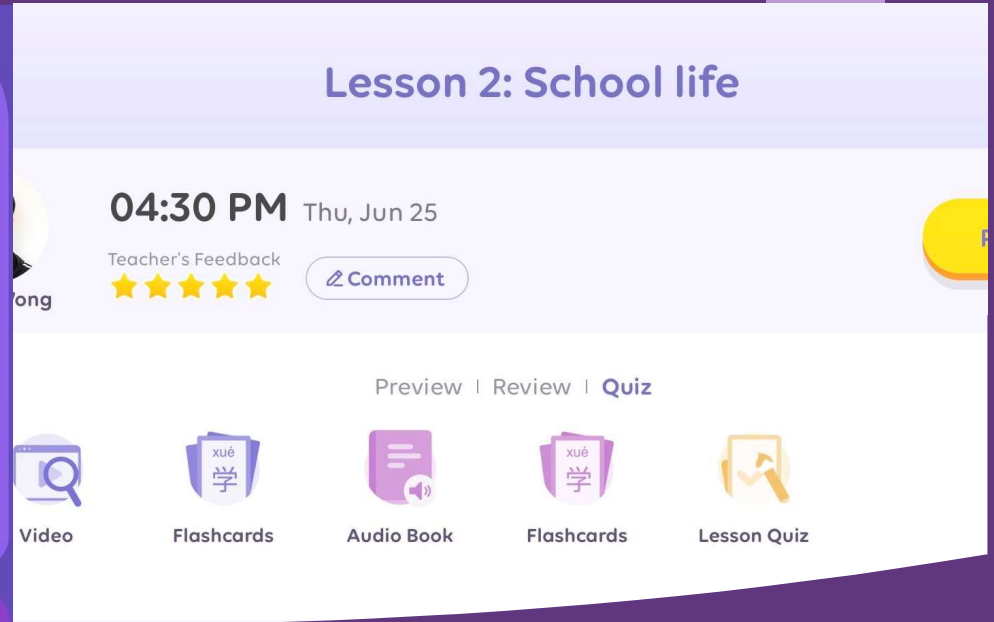 Lesson 2: School life
04:30 PM Thu, Jun 25
Teacher's Feedback
Comment
Preview | Review | Quiz
xué
学
xué
学
Video
Flashcards
Audio Book
Flashcards
Lesson Quiz